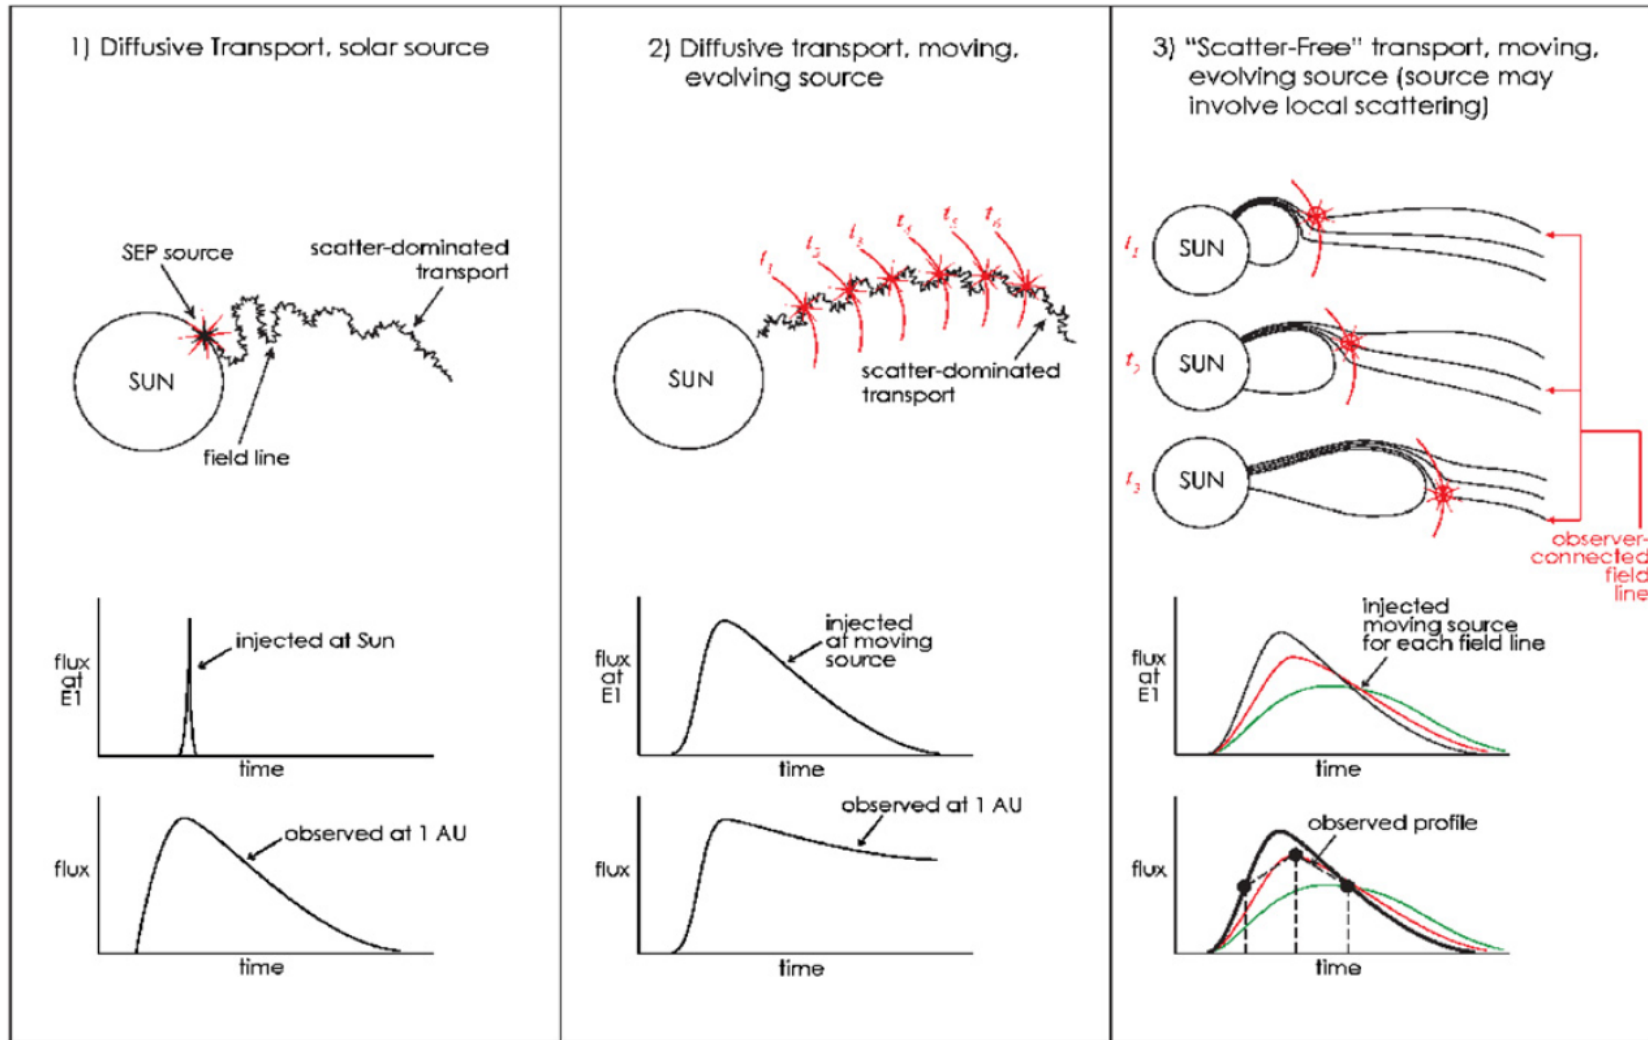 1) Diffusive Transport, solar source
SEP source
scatter-dominated
transport
SUN
field line
flux
at
E1
injected at Sun
time
flux
observed at 1 AU
time
2) Diffusive transport, moving,
evolving source
t1
t2
t3
t4
t5
t6
SUN
scatter-dominated
transport
flux
at
E1
injected
at moving
source
time
flux
observed at 1 AU
time
3) "Scatter-Free" transport, moving,
evolving source (source may
involve local scattering)
t1
SUN
t2
SUN
t3
SUN
observer-
connected
field
line
flux
at
E1
injected
moving source
for each field line
time
flux
observed profile
time